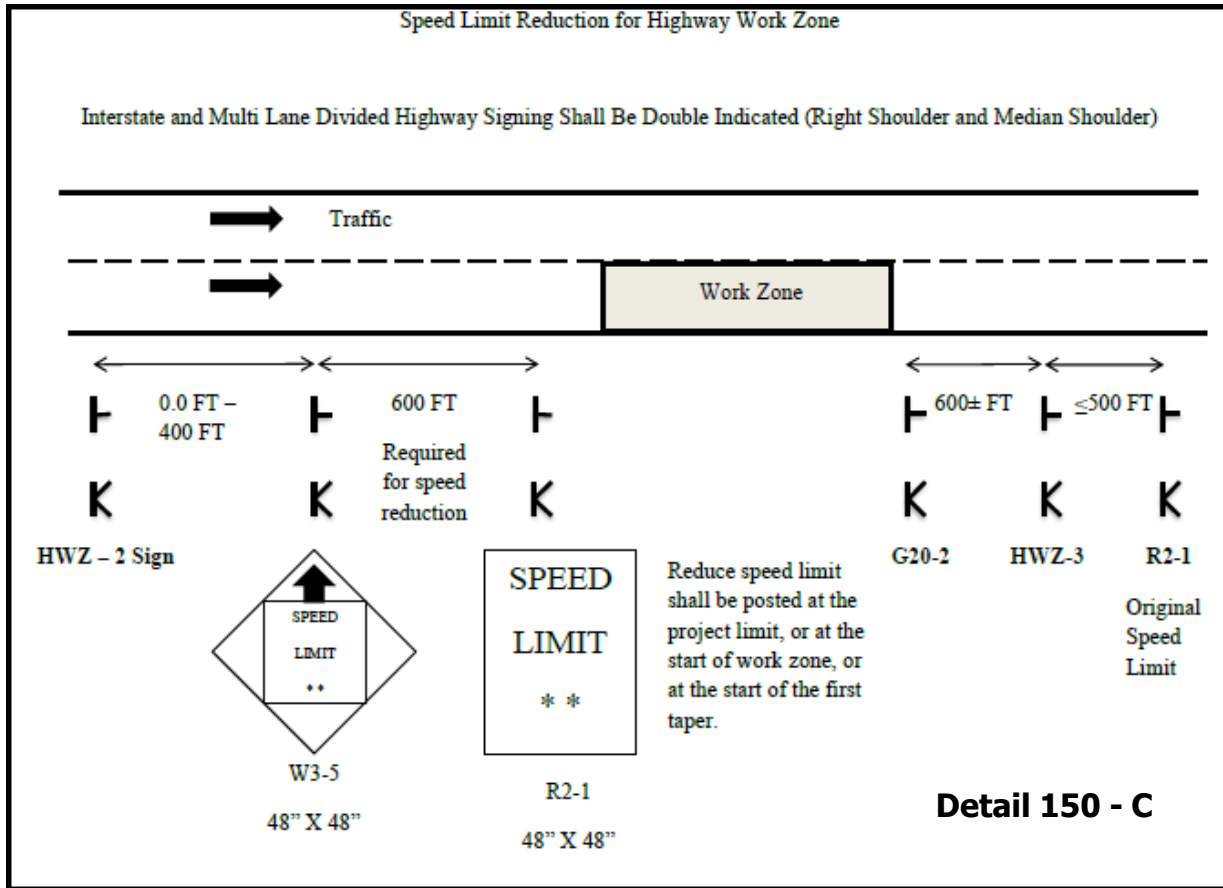 Speed Limit Reduction for Highway Work Zone
Interstate and Multi Lane Divided Highway Signing Shall Be Double Indicated (Right Shoulder and Median Shoulder)
Traffic
Work Zone
0.0 FT –
400 FT
600 FT
Required
for speed
reduction
600± FT
≤500 FT
HWZ – 2 Sign
G20-2
HWZ-3
R2-1
Original
Speed
Limit
SPEED
LIMIT
**
W3-5
48” X 48”
SPEED
LIMIT
* *
R2-1
48” X 48”
Reduce speed limit
shall be posted at the
project limit, or at the
start of work zone, or
at the start of the first
taper.
Detail 150 - C